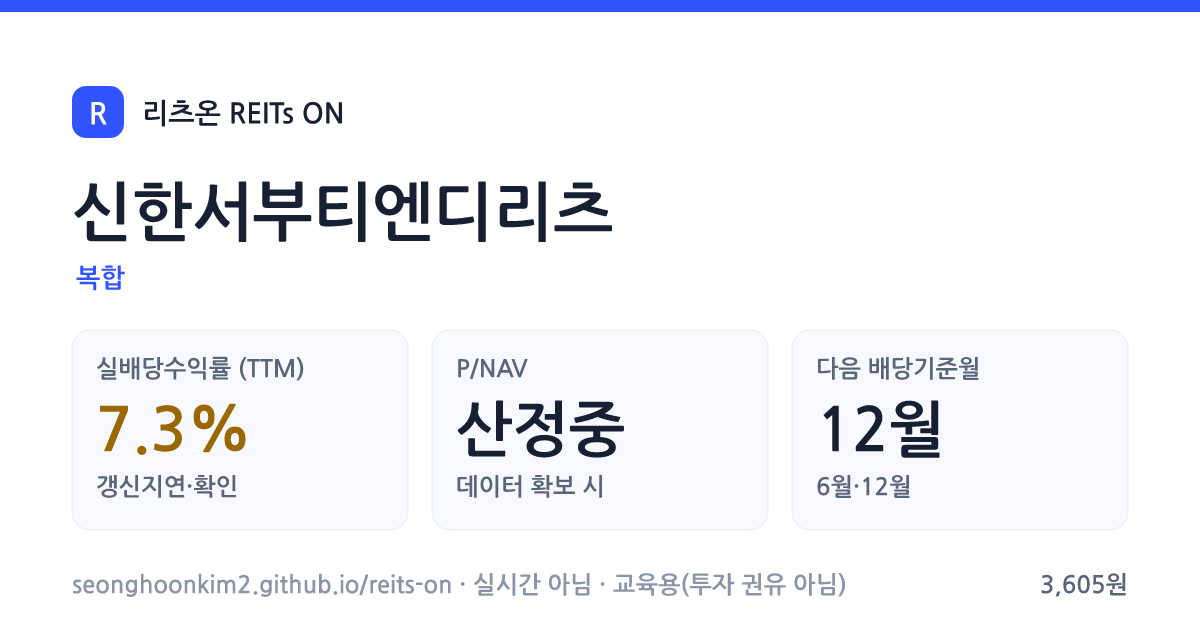 R 리츠온 REITs ON
신한서부티엔디리츠
복합
실배당수익률 (TTM)
7.3%
갱신지연·확인
P/NAV
산정중
데이터 확보 시
다음 배당기준월
12월
6월·12월
seonghoonkim2.github.io/reits-on · 실시간 아님 · 교육용(투자 권유 아님)
3,605원